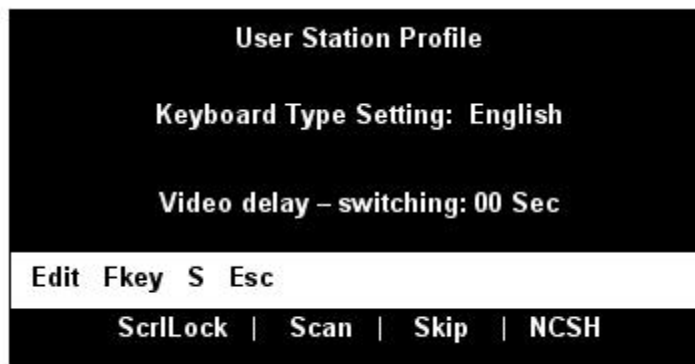 User Station Profile
Keyboard Type Setting: English
Video delay – switching: 00 Sec
Edit Fkey S Esc
ScrlLock | Scan | Skip | NCSH